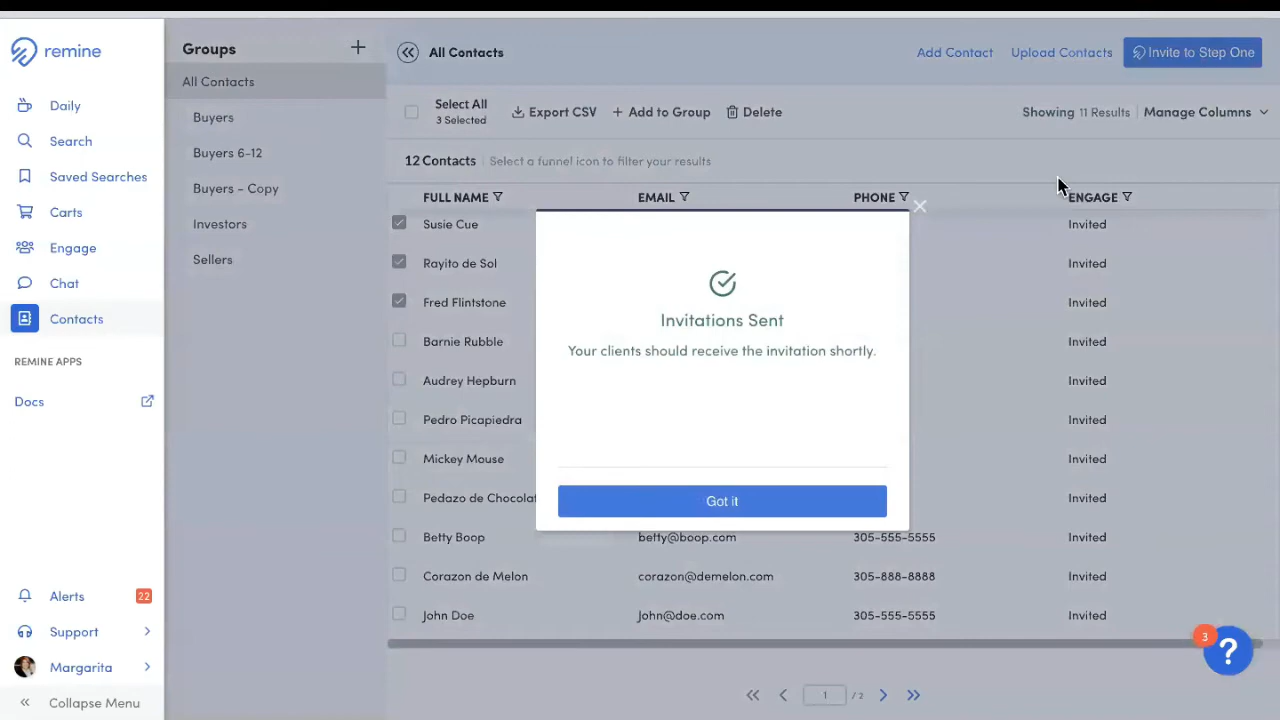 remine
Daily
Search
Saved Searches
Carts
Engage
Chat
Contacts
REMINE APPS
Docs
Alerts 22
Support
Margarita
Collapse Menu
Groups
All Contacts
Buyers
Buyers 6-12
Buyers - Copy
Investors
Sellers
All Contacts
Add Contact Upload Contacts Invite to Step One
Select All
3 Selected
Export CSV + Add to Group Delete
Showing 11 Results Manage Columns
12 Contacts Select a funnel icon to filter your results
FULL NAME EMAIL PHONE ENGAGE
Susie Cue Invited
Rayito de Sol Invited
Fred Flintstone Invited
Barnie Rubble Invited
Audrey Hepburn Invited
Pedro Picapiedra Invited
Mickey Mouse Invited
Pedazo de Chocolat Invited
Betty Boop betty@boop.com 305-555-5555 Invited
Corazon de Melon corazon@demelon.com 305-888-8888 Invited
John Doe John@doe.com 305-555-5555 Invited
Invitations Sent
Your clients should receive the invitation shortly.
Got it
1 / 2
3
?